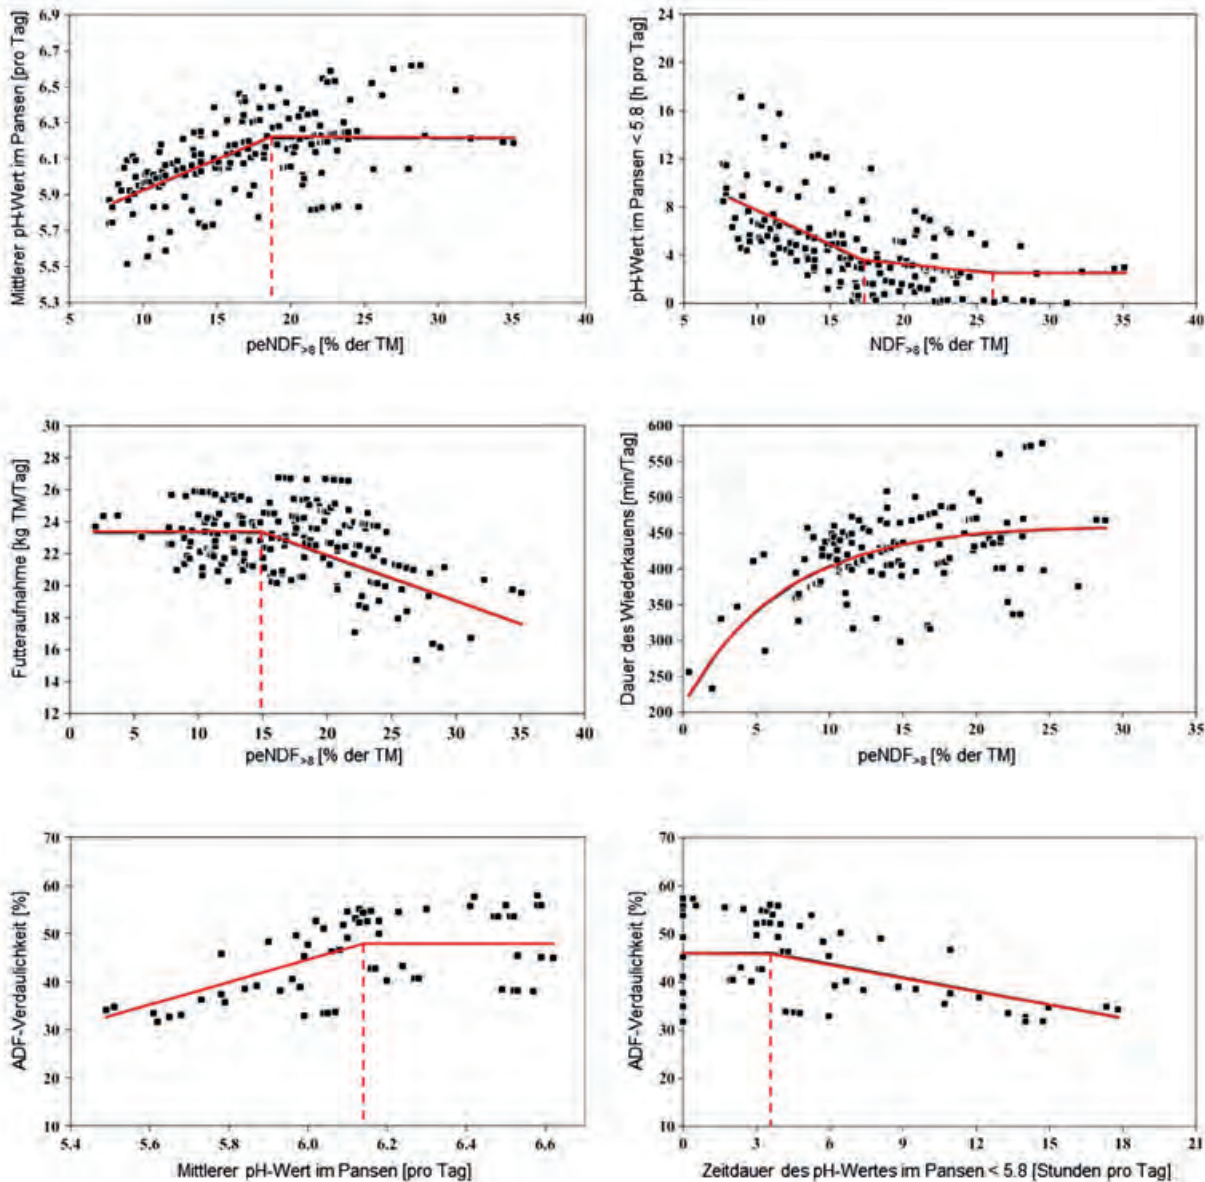 Mittlerer pH-Wert im Pansen [pro Tag]
6.9
6.7
6.5
6.3
6.1
5.9
5.7
5.5
5.3
5 10 15 20 25 30 35 40
peNDF>8 [% der TM]
pH-Wert im Pansen < 5.8 [h pro Tag]
24
20
16
12
8
4
0
5 10 15 20 25 30 35 40
NDF>8 [% der TM]
Futteraufnahme [kg TM/Tag]
30
28
26
24
22
20
18
16
14
12
0 5 10 15 20 25 30 35 40
peNDF>8 [% der TM]
Dauer des Wiederkauens [min/Tag]
600
550
500
450
400
350
300
250
200
0 5 10 15 20 25 30 35
peNDF>8 [% der TM]
ADF-Verdaulichkeit [%]
70
60
50
40
30
20
10
5.4 5.6 5.8 6.0 6.2 6.4 6.6
Mittlerer pH-Wert im Pansen [pro Tag]
ADF-Verdaulichkeit [%]
70
60
50
40
30
20
10
0 3 6 9 12 15 18 21
Zeitdauer des pH-Wertes im Pansen < 5.8 [Stunden pro Tag]